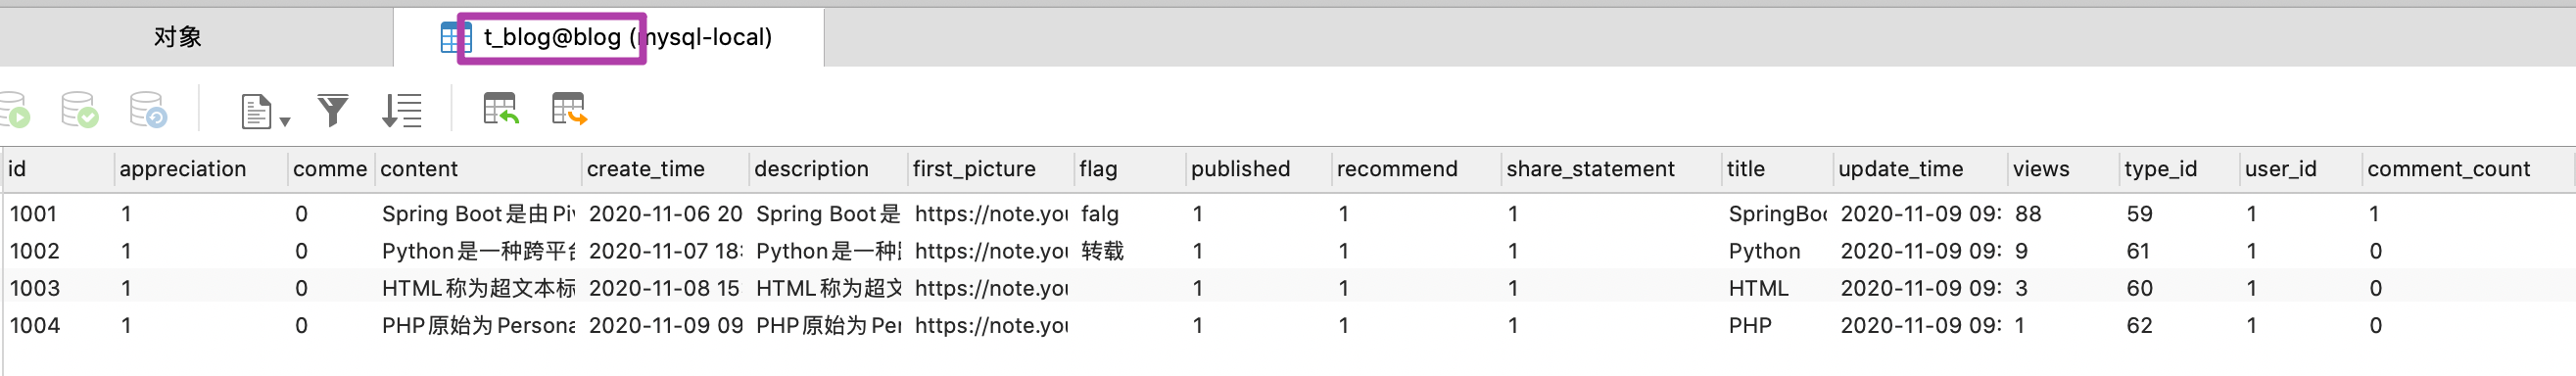 对象
t_blog@blog (mysql-local)
id appreciation comme content create_time description first_picture flag published recommend share_statement title update_time views type_id user_id comment_count
1001 1 0 Spring Boot是由Piv 2020-11-06 20 Spring Boot是 https://note.you falg 1 1 1 SpringBoo 2020-11-09 09: 88 59 1 1
1002 1 0 Python是一种跨平台 2020-11-07 18: Python是一种 https://note.you 转载 1 1 1 Python 2020-11-09 09: 9 61 1 0
1003 1 0 HTML称为超文本标 2020-11-08 15 HTML称为超文 https://note.you 1 1 1 HTML 2020-11-09 09: 3 60 1 0
1004 1 0 PHP原始为Persona 2020-11-09 09 PHP原始为Per https://note.you 1 1 1 PHP 2020-11-09 09: 1 62 1 0